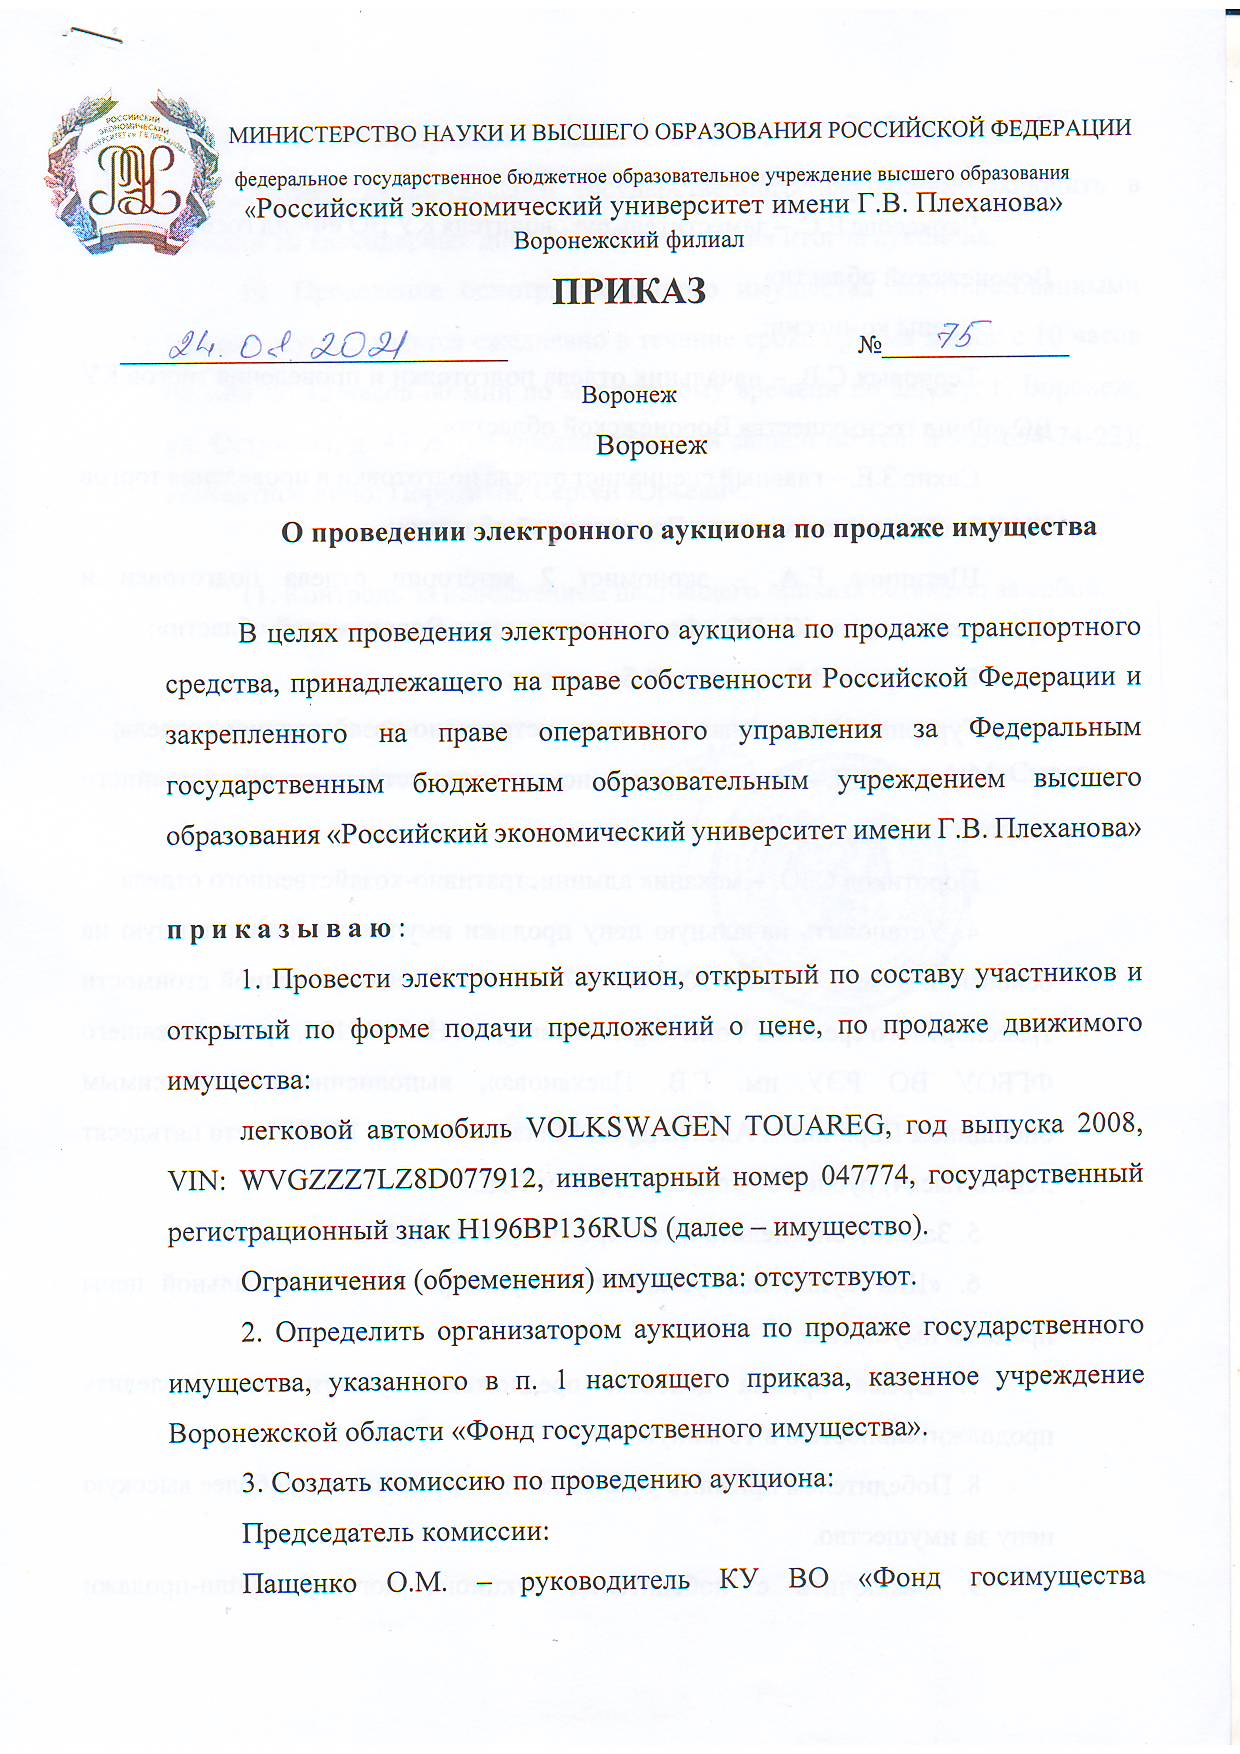 РОССИЙСКИЙ
ЭКОНОМИЧЕСКИЙ
УНИВЕРСИТЕТ им. Г.В. ПЛЕХАНОВА
МИНИСТЕРСТВО НАУКИ И ВЫСШЕГО ОБРАЗОВАНИЯ РОССИЙСКОЙ ФЕДЕРАЦИИ
федеральное государственное бюджетное образовательное учреждение высшего образования
«Российский экономический университет имени Г.В. Плеханова»
Воронежский филиал
ПРИКАЗ
24.08.2021 № 75
Воронеж
Воронеж
О проведении электронного аукциона по продаже имущества
В целях проведения электронного аукциона по продаже транспортного
средства, принадлежащего на праве собственности Российской Федерации и
закрепленного на праве оперативного управления за Федеральным
государственным бюджетным образовательным учреждением высшего
образования «Российский экономический университет имени Г.В. Плеханова»
п р и к а з ы в а ю :
1. Провести электронный аукцион, открытый по составу участников и
открытый по форме подачи предложений о цене, по продаже движимого
имущества:
легковой автомобиль VOLKSWAGEN TOUAREG, год выпуска 2008,
VIN: WVGZZZ7LZ8D077912, инвентарный номер 047774, государственный
регистрационный знак Н196ВР136RUS (далее – имущество).
Ограничения (обременения) имущества: отсутствуют.
2. Определить организатором аукциона по продаже государственного
имущества, указанного в п. 1 настоящего приказа, казенное учреждение
Воронежской области «Фонд государственного имущества».
3. Создать комиссию по проведению аукциона:
Председатель комиссии:
Пащенко О.М. – руководитель КУ ВО «Фонд госимущества